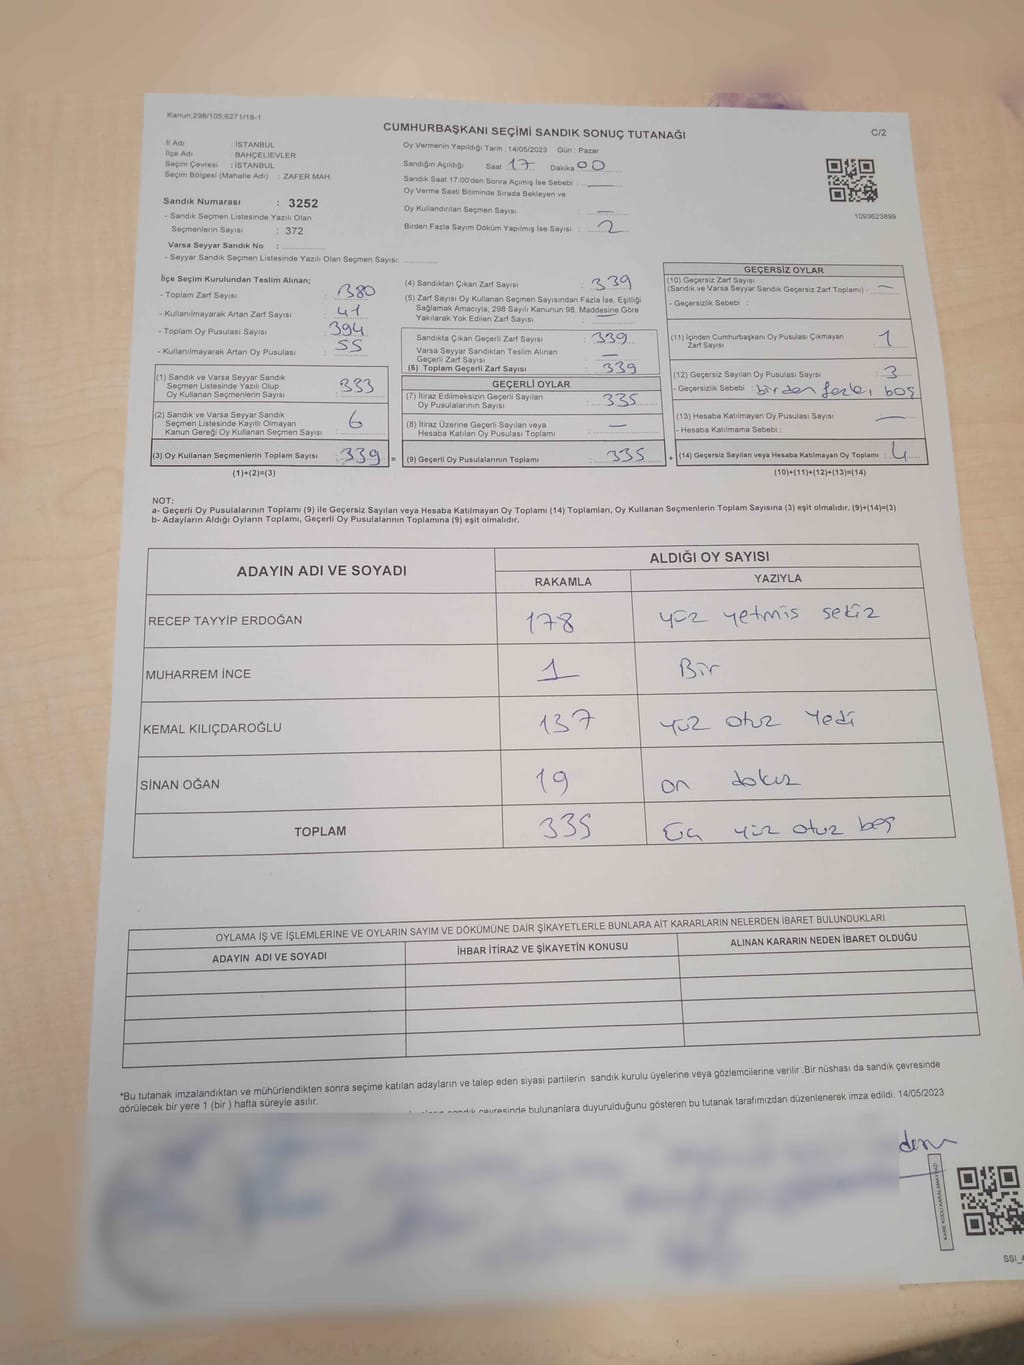 Kanun;298/105;6271/18-1
CUMHURBAŞKANI SEÇİMİ SANDIK SONUÇ TUTANAĞI
C/2
İl Adı : İSTANBUL
İlçe Adı : BAHÇELİEVLER
Seçim Çevresi : İSTANBUL
Seçim Bölgesi (Mahalle Adı) : ZAFER MAH.
Sandık Numarası : 3252
- Sandık Seçmen Listesinde Yazılı Olan
Seçmenlerin Sayısı : 372
Varsa Seyyar Sandık No :
- Seyyar Sandık Seçmen Listesinde Yazılı Olan Seçmen Sayısı:
Oy Vermenin Yapıldığı Tarih : 14/05/2023 Gün : Pazar
Sandığın Açıldığı Saat 17 Dakika 00
Sandık Saat 17:00'den Sonra Açımış İse Sebebi : —
Oy Verme Saati Bitiminde Sırada Bekleyen ve
Oy Kullandırılan Seçmen Sayısı : —
Birden Fazla Sayım Döküm Yapılmış İse Sayısı : 2
1093623899
İlçe Seçim Kurulundan Teslim Alınan;
- Toplam Zarf Sayısı : 380
- Kullanılmayarak Artan Zarf Sayısı : 41
- Toplam Oy Pusulası Sayısı : 394
- Kullanılmayarak Artan Oy Pusulası : 55
(1) Sandık ve Varsa Seyyar Sandık
Seçmen Listesinde Yazılı Olup
Oy Kullanan Seçmenlerin Sayısı : 333
(2) Sandık ve Varsa Seyyar Sandık
Seçmen Listesinde Kayıtlı Olmayan
Kanun Gereği Oy Kullanan Seçmen Sayısı : 6
(3) Oy Kullanan Seçmenlerin Toplam Sayısı : 339
(1)+(2)=(3)
(4) Sandıktan Çıkan Zarf Sayısı : 339
(5) Zarf Sayısı Oy Kullanan Seçmen Sayısından Fazla İse, Eşitliği
Sağlamak Amacıyla; 298 Sayılı Kanunun 98. Maddesine Göre
Yakılarak Yok Edilen Zarf Sayısı : —
Sandıkta Çıkan Geçerli Zarf Sayısı : 339
Varsa Seyyar Sandıktan Teslim Alınan
Geçerli Zarf Sayısı : —
(6) Toplam Geçerli Zarf Sayısı : 339
GEÇERLİ OYLAR
(7) İtiraz Edilmeksizin Geçerli Sayılan
Oy Pusulalarının Sayısı : 335
(8) İtiraz Üzerine Geçerli Sayılan veya
Hesaba Katılan Oy Pusulası Toplamı : —
= (9) Geçerli Oy Pusulalarının Toplamı : 335
GEÇERSİZ OYLAR
(10) Geçersiz Zarf Sayısı
(Sandık ve Varsa Seyyar Sandık Geçersiz Zarf Toplamı) : —
- Geçersizlik Sebebi :
(11) İçinden Cumhurbaşkanı Oy Pusulası Çıkmayan
Zarf Sayısı : 1
(12) Geçersiz Sayılan Oy Pusulası Sayısı : 3
- Geçersizlik Sebebi : birden fazla, boş
(13) Hesaba Katılmayan Oy Pusulası Sayısı : —
- Hesaba Katılmama Sebebi :
+ (14) Geçersiz Sayılan veya Hesaba Katılmayan Oy Toplamı : 4
(10)+(11)+(12)+(13)=(14)
NOT:
a- Geçerli Oy Pusulalarının Toplamı (9) ile Geçersiz Sayılan veya Hesaba Katılmayan Oy Toplamı (14) Toplamları, Oy Kullanan Seçmenlerin Toplam Sayısına (3) eşit olmalıdır. (9)+(14)=(3)
b- Adayların Aldığı Oyların Toplamı, Geçerli Oy Pusulalarının Toplamına (9) eşit olmalıdır.
ADAYIN ADI VE SOYADI
ALDIĞI OY SAYISI
RAKAMLA YAZIYLA
RECEP TAYYİP ERDOĞAN 178 yüz yetmis sekiz
MUHARREM İNCE 1 Bir
KEMAL KILIÇDAROĞLU 137 yüz otuz yedi
SİNAN OĞAN 19 on dokuz
TOPLAM 335 Üç yüz otuz beş
OYLAMA İŞ VE İŞLEMLERİNE VE OYLARIN SAYIM VE DÖKÜMÜNE DAİR ŞİKAYETLERLE BUNLARA AİT KARARLARIN NELERDEN İBARET BULUNDUKLARI
ADAYIN ADI VE SOYADI İHBAR İTİRAZ VE ŞİKAYETİN KONUSU ALINAN KARARIN NEDEN İBARET OLDUĞU
*Bu tutanak imzalandıktan ve mühürlendikten sonra seçime katılan adayların ve talep eden siyasi partilerin sandık kurulu üyelerine veya gözlemcilerine verilir .Bir nüshası da sandık çevresinde
görülecek bir yere 1 (bir ) hafta süreyle asılır.
sandık çevresinde bulunanlara duyurulduğunu gösteren bu tutanak tarafımızdan düzenlenerek imza edildi. 14/05/2023
KARE KODU KARALAMAYINIZ!